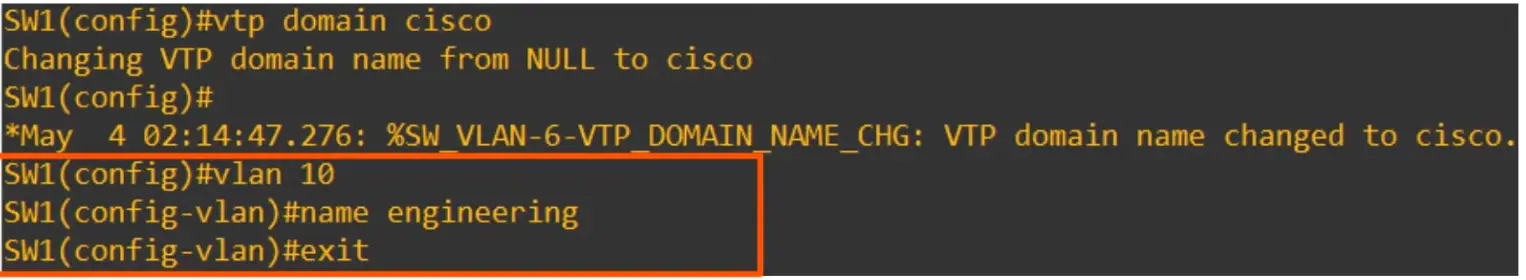 SW1(config)#vtp domain cisco
Changing VTP domain name from NULL to cisco
SW1(config)#
*May  4 02:14:47.276: %SW_VLAN-6-VTP_DOMAIN_NAME_CHG: VTP domain name changed to cisco.
SW1(config)#vlan 10
SW1(config-vlan)#name engineering
SW1(config-vlan)#exit